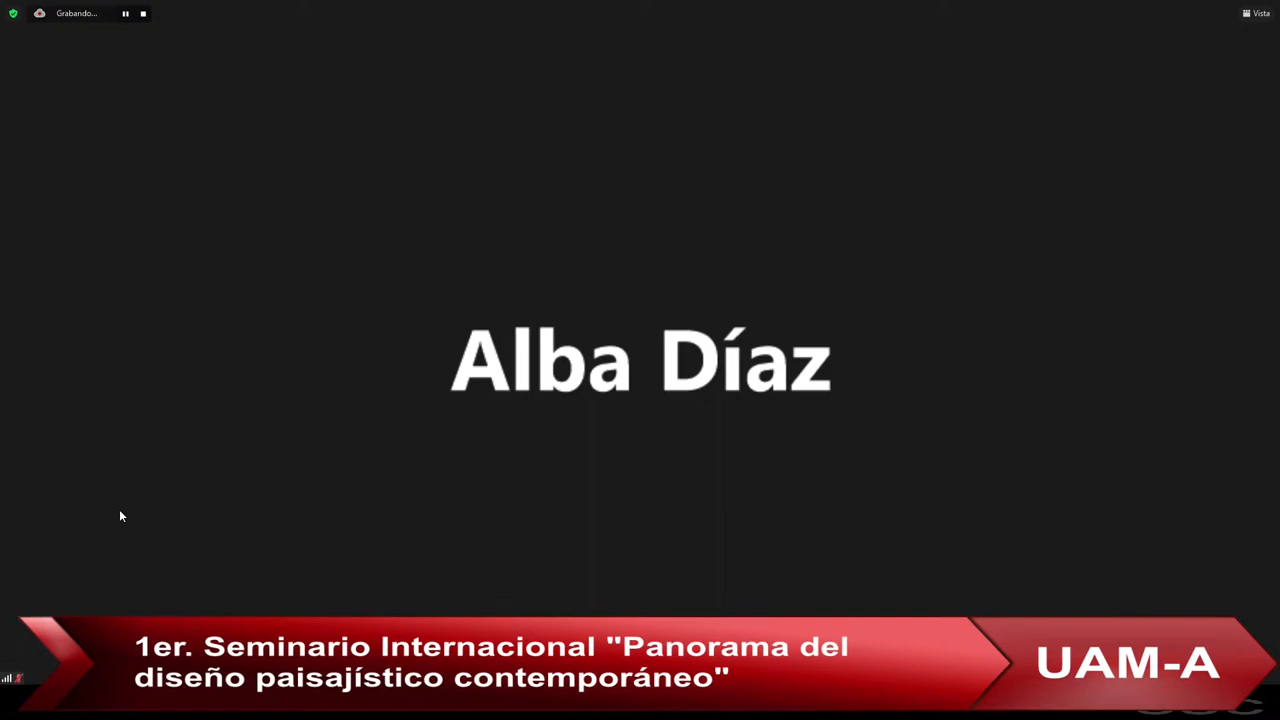 Grabando...
Vista
Alba Díaz
1er. Seminario Internacional "Panorama del
diseño paisajístico contemporáneo"
UAM-A